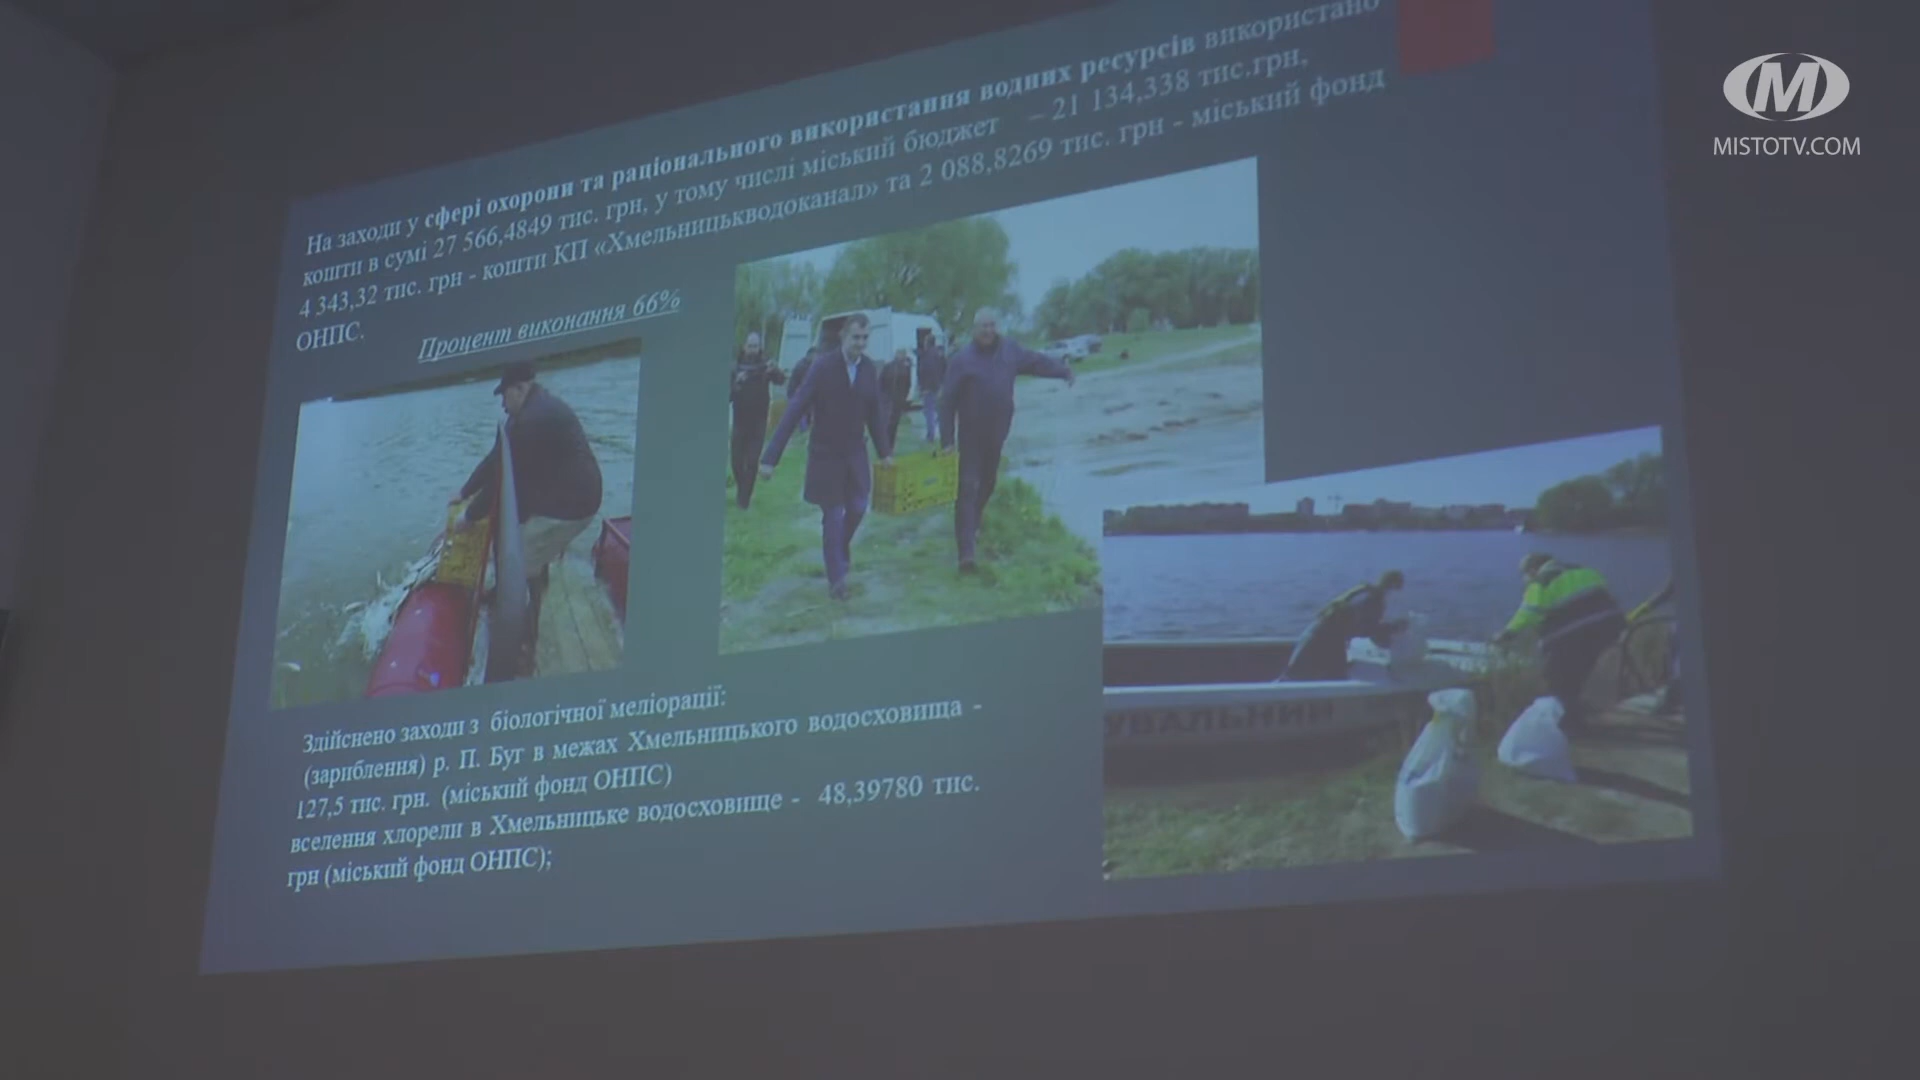 На заходи у сфері охорони та раціонального використання водних ресурсів використано
кошти в сумі 27 566,4849 тис. грн, у тому числі міський бюджет – 21 134,338 тис.грн,
4 343,32 тис. грн - кошти КП «Хмельницькводоканал» та 2 088,8269 тис. грн - міський фонд
ОНПС.
Процент виконання 66%
Здійснено заходи з біологічної меліорації:
(зариблення) р. П. Буг в межах Хмельницького водосховища -
127,5 тис. грн. (міський фонд ОНПС)
вселення хлорели в Хмельницьке водосховище - 48,39780 тис.
грн (міський фонд ОНПС);
УВАЛЬНИЙ
M
MISTOTV.COM